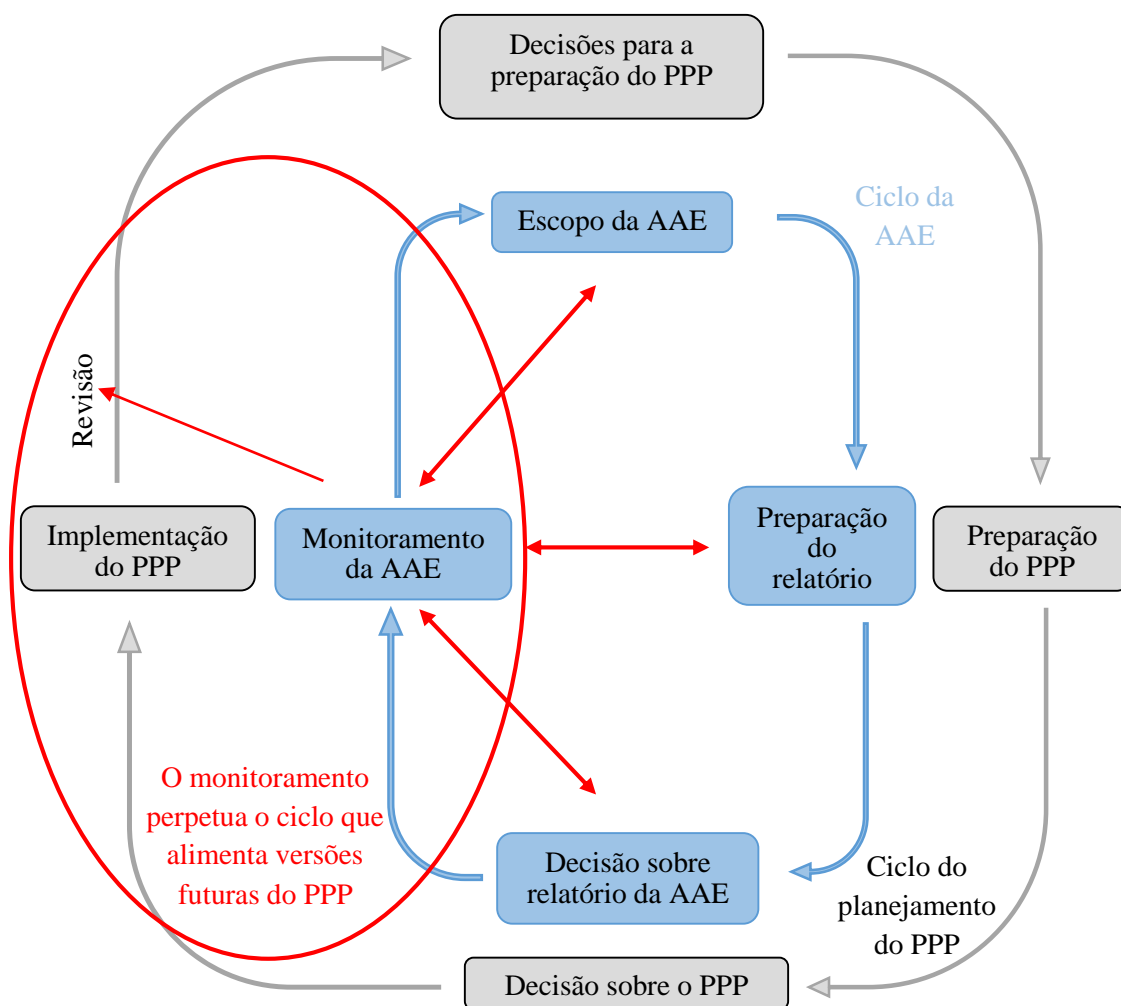 Decisões para a
preparação do PPP
Escopo da AAE
Ciclo da
AAE
Revisão
Implementação
do PPP
Monitoramento
da AAE
Preparação
do
relatório
Preparação
do PPP
O monitoramento
perpetua o ciclo que
alimenta versões
futuras do PPP
Decisão sobre
relatório da AAE
Ciclo do
planejamento
do PPP
Decisão sobre o PPP